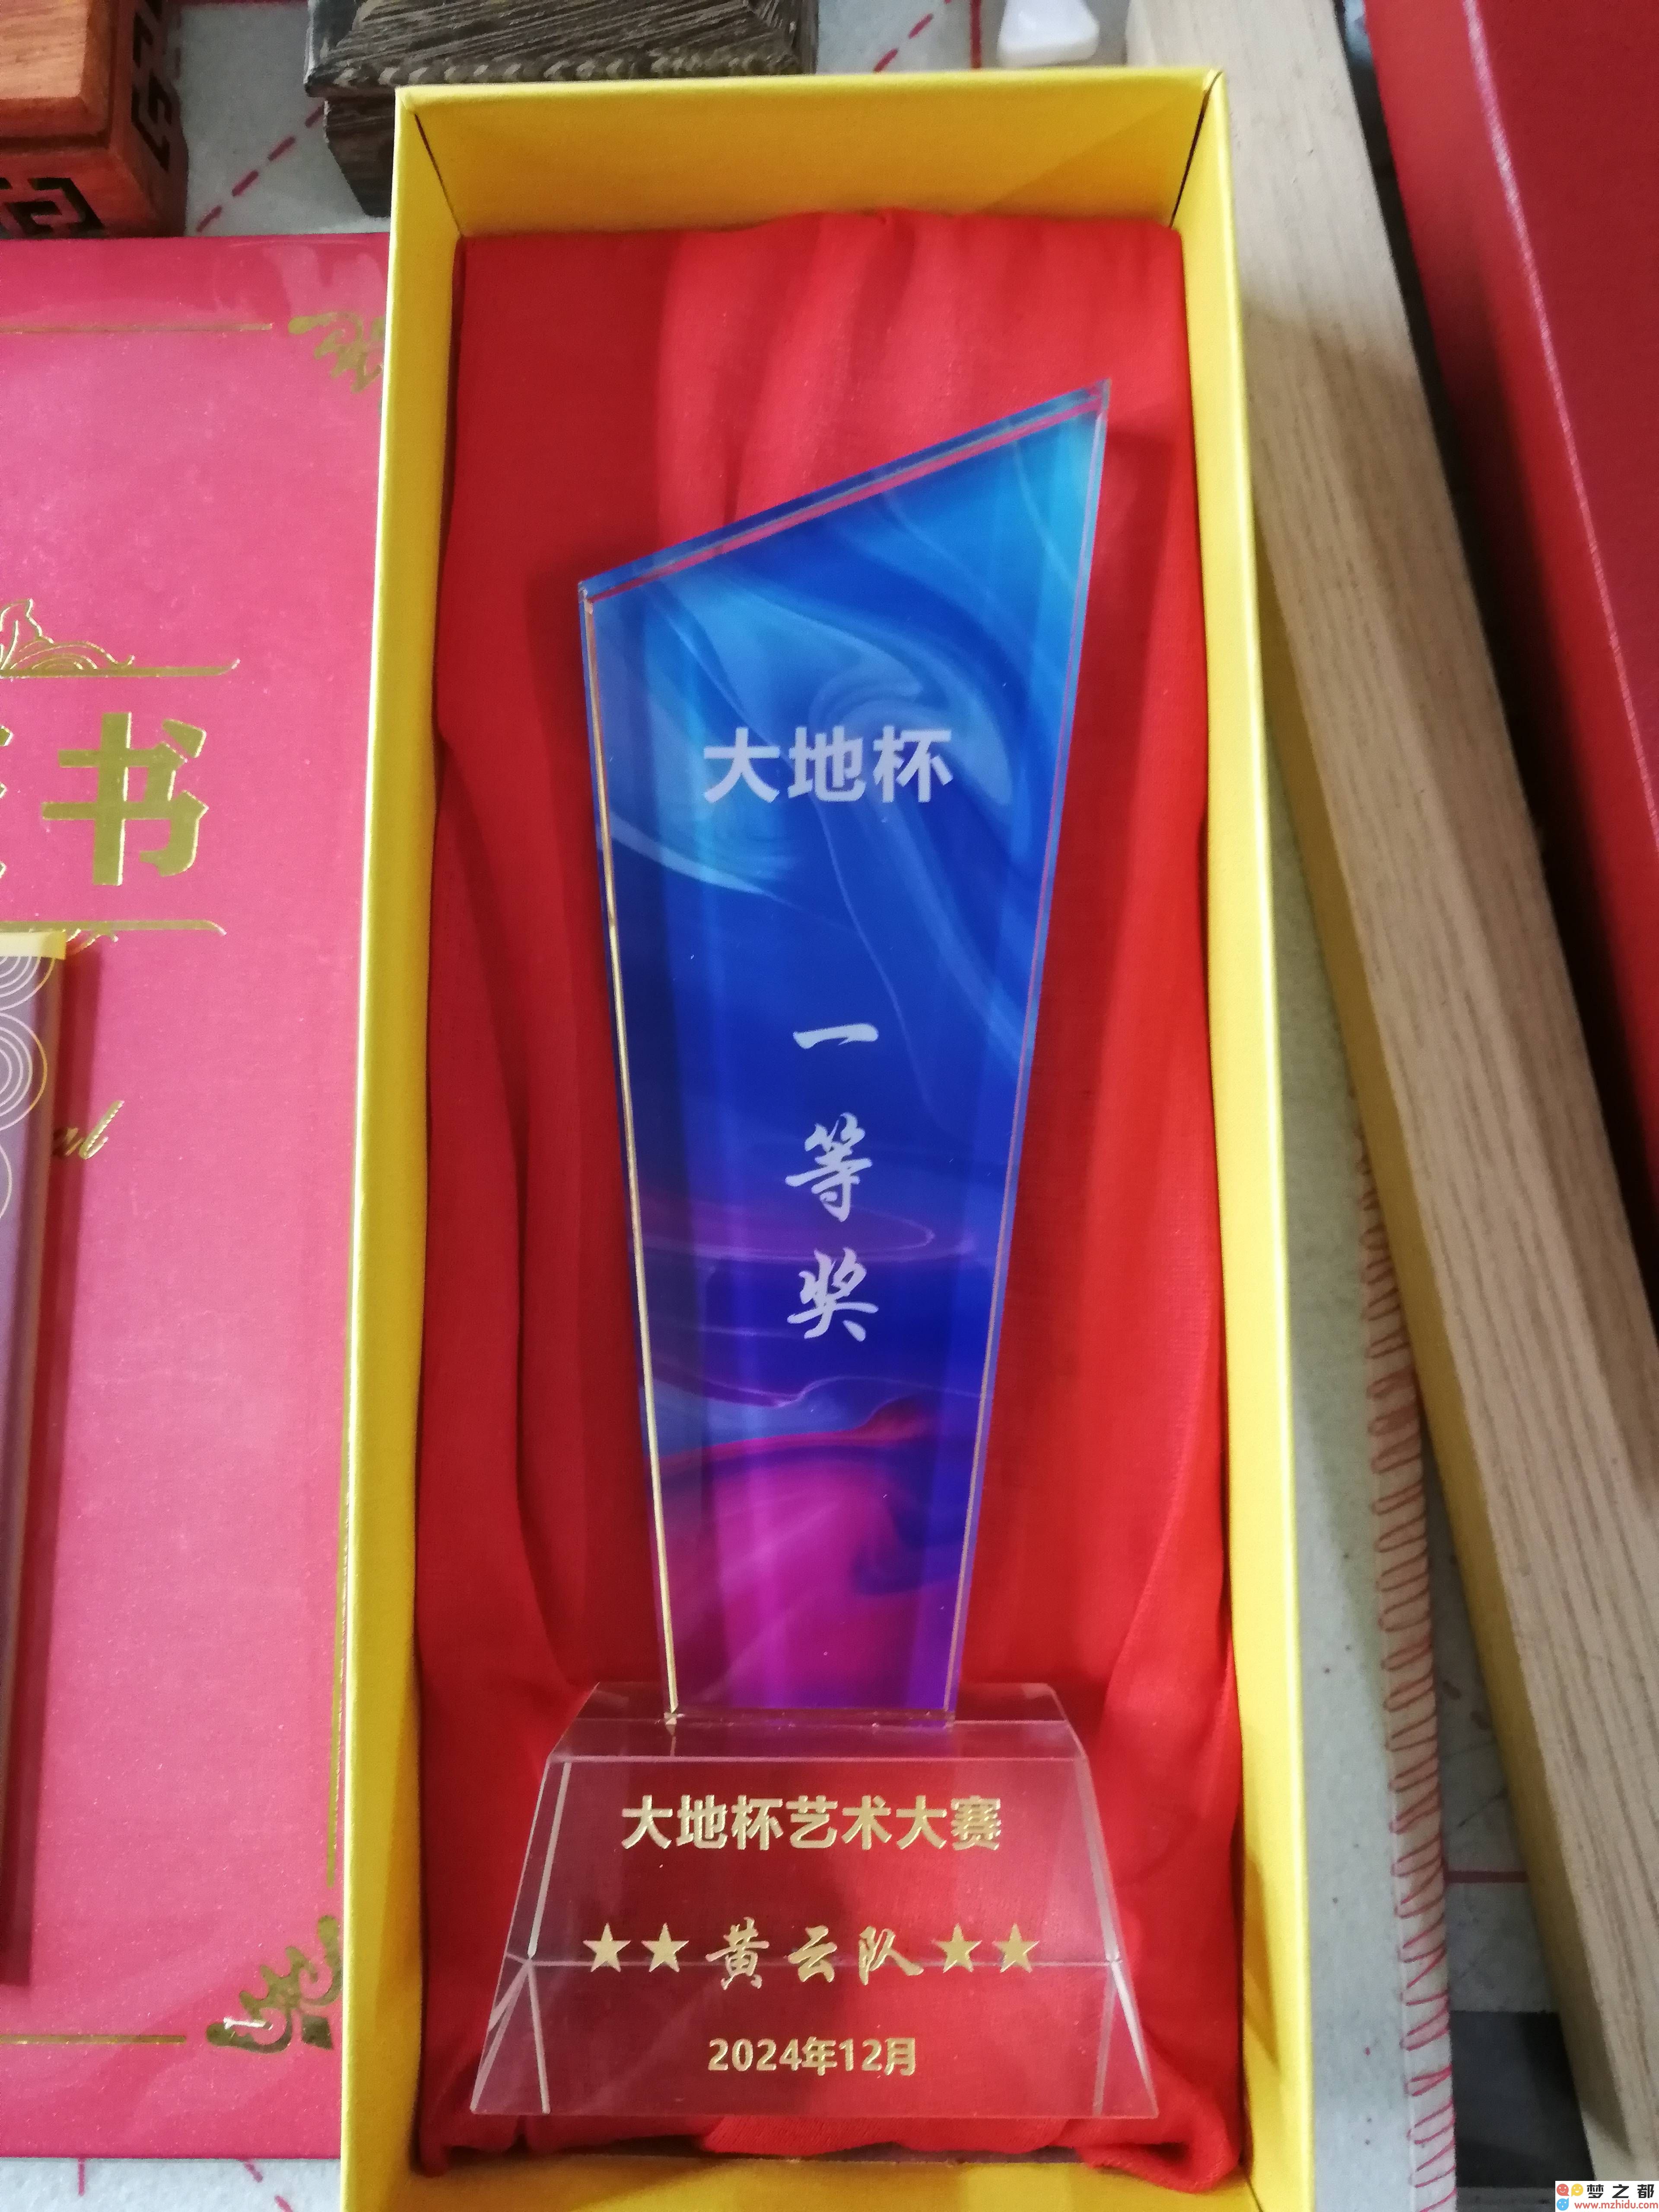 书
大地杯
一
等
奖
大地杯艺术大赛
★★黄云队★★
2024年12月
梦之都
www.mzhidu.com